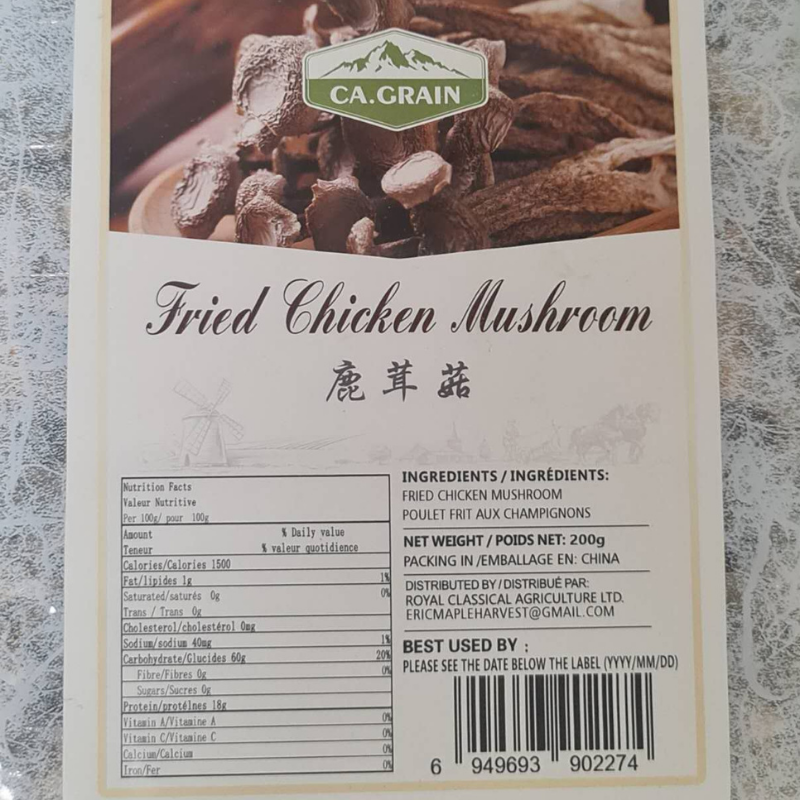 CA.GRAIN
Fried Chicken Mushroom
鹿茸菇
Nutrition Facts
Valeur Nutritive
Per 100g/ pour 100g
Amount % Daily value
Teneur % valeur quotidience
Calories/Calories 1500
Fat/lipides 1g 1%
Saturated/saturés 0g 0%
Trans / Trans 0g
Cholesterol/cholestérol 0mg
Sodium/sodium 40mg 1%
Carbohydrate/Glucides 60g 20%
Fibre/Fibres 0g 0%
Sugars/Sucres 0g
Protein/protélnes 18g
Vitamin A/Vitamine A 0%
Vitamin C/Vitamine C 0%
Calcium/Calcium 0%
Iron/Fer 0%
INGREDIENTS / INGRÉDIENTS:
FRIED CHICKEN MUSHROOM
POULET FRIT AUX CHAMPIGNONS
NET WEIGHT / POIDS NET: 200g
PACKING IN /EMBALLAGE EN: CHINA
DISTRIBUTED BY/DISTRIBUÉ PAR:
ROYAL CLASSICAL AGRICULTURE LTD.
ERICMAPLEHARVEST@GMAIL.COM
BEST USED BY :
PLEASE SEE THE DATE BELOW THE LABEL (YYYY/MM/DD)
6 949693 902274